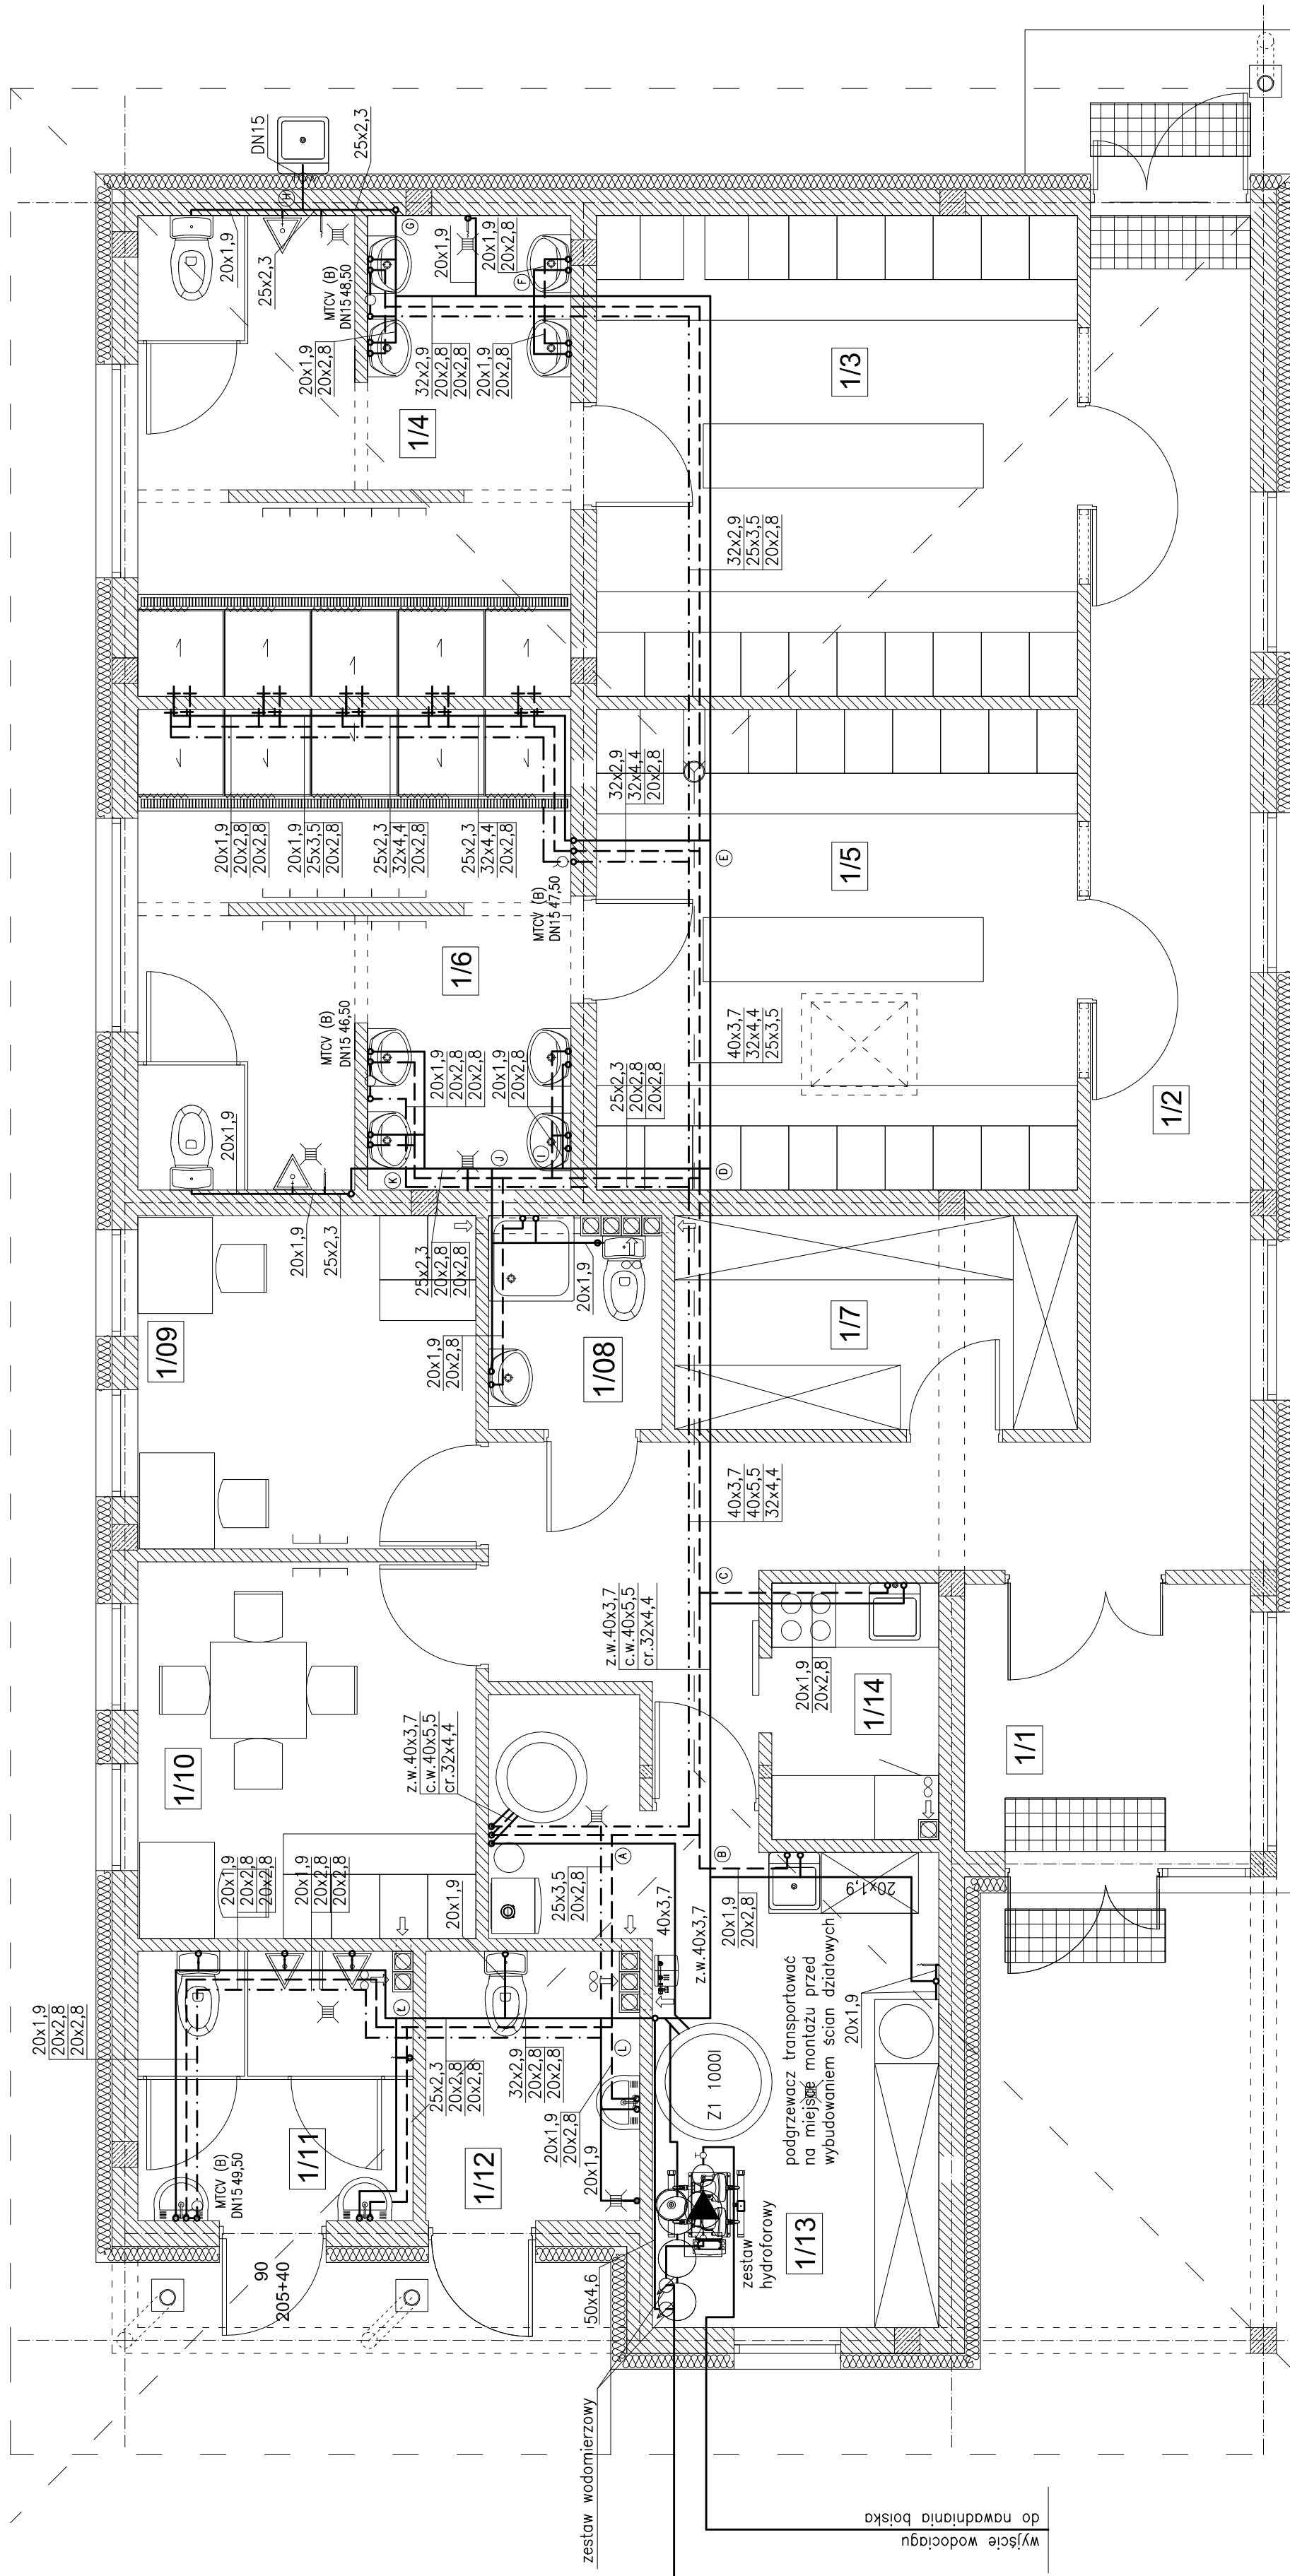 DN15
25x2,3
H
20x1,9
25x2,3
MTCV (B)
DN15 48,50
G
20x1,9
20x2,8
32x2,9
20x2,8
20x2,8
20x1,9
20x1,9
20x2,8
F
20x1,9
20x2,8
1/4
1/3
32x2,9
25x3,5
20x2,8
20x1,9
20x2,8
20x2,8
20x1,9
25x3,5
20x2,8
25x2,3
32x4,4
20x2,8
25x2,3
32x4,4
20x2,8
32x2,9
32x4,4
20x2,8
MTCV (B)
DN15 47,50
E
1/5
1/6
MTCV (B)
DN15 46,50
20x1,9
20x2,8
20x2,8
20x1,9
20x2,8
25x2,3
20x2,8
20x2,8
40x3,7
32x4,4
25x3,5
1/2
20x1,9
K
J
I
D
20x1,9
25x2,3
25x2,3
20x2,8
20x2,8
20x1,9
1/09
20x1,9
20x2,8
1/08
1/7
40x3,7
40x5,5
32x4,4
C
z.w.40x3,7
c.w.40x5,5
cr.32x4,4
20x1,9
20x2,8
1/14
1/1
1/10
z.w.40x3,7
c.w.40x5,5
cr.32x4,4
20x1,9
20x2,8
20x2,8
20x1,9
20x2,8
20x2,8
20x1,9
25x3,5
20x2,8
A
B
40x3,7
z.w.40x3,7
20x1,9
20x2,8
20x1,9
20x1,9
20x1,9
20x2,8
20x2,8
Ł
L
25x2,3
20x2,8
20x2,8
32x2,9
20x2,8
20x2,8
20x1,9
20x2,8
20x1,9
Z1 1000l
podgrzewacz transportować
na miejsce montażu przed
wybudowaniem ścian działowych
MTCV (B)
DN15 49,50
1/11
1/12
1/13
zestaw
hydroforowy
90
205+40
50x4,6
zestaw wodomierzowy
wyjście wodociagu
do nawadniania boiska